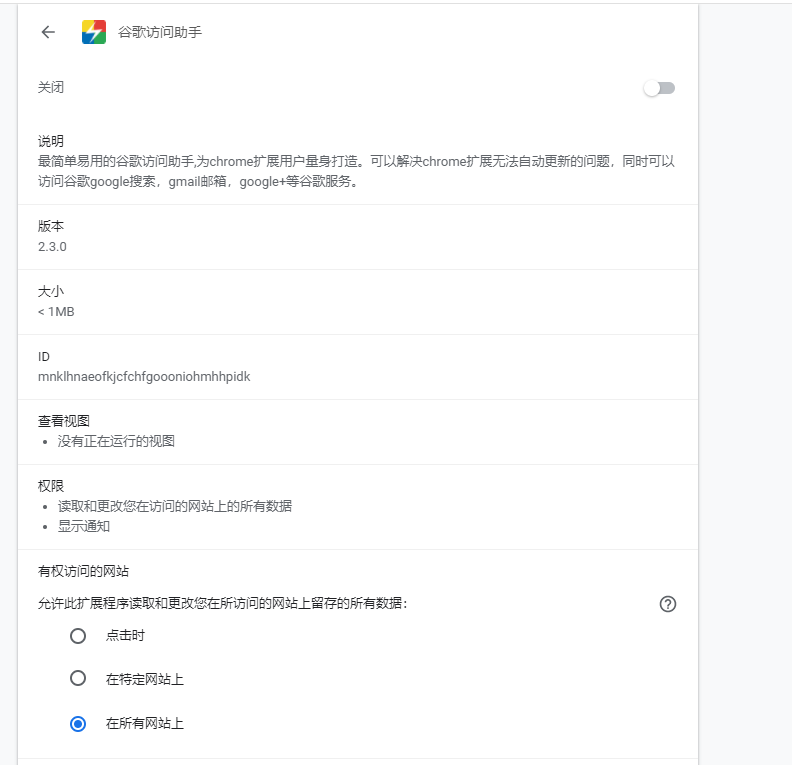 谷歌访问助手
关闭
说明
最简单易用的谷歌访问助手,为chrome扩展用户量身打造。可以解决chrome扩展无法自动更新的问题，同时可以
访问谷歌google搜索，gmail邮箱，google+等谷歌服务。
版本
2.3.0
大小
< 1MB
ID
mnklhnaeofkjcfchfgoooniohmhhpidk
查看视图
• 没有正在运行的视图
权限
• 读取和更改您在访问的网站上的所有数据
• 显示通知
有权访问的网站
允许此扩展程序读取和更改您在所访问的网站上留存的所有数据：
点击时
在特定网站上
在所有网站上